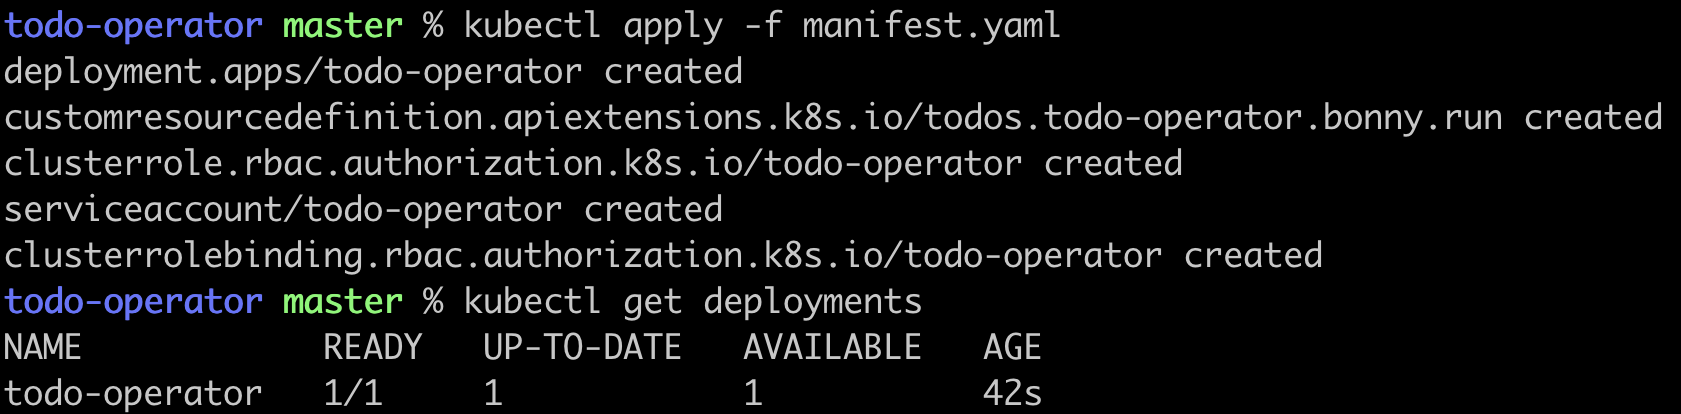 todo-operator master % kubectl apply -f manifest.yaml
deployment.apps/todo-operator created
customresourcedefinition.apiextensions.k8s.io/todos.todo-operator.bonny.run created
clusterrole.rbac.authorization.k8s.io/todo-operator created
serviceaccount/todo-operator created
clusterrolebinding.rbac.authorization.k8s.io/todo-operator created
todo-operator master % kubectl get deployments
NAME            READY   UP-TO-DATE   AVAILABLE   AGE
todo-operator   1/1     1            1           42s